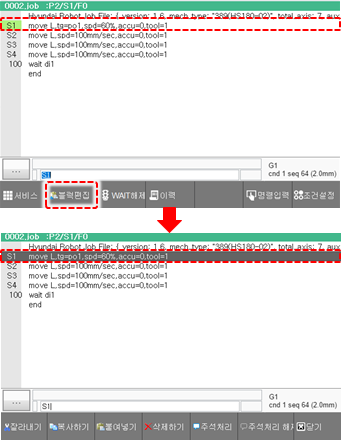 0002.job :P2/S1/F0
Hyundai Robot Job File; { version: 1.6, mech_type: "389(HS180-02)", total_axis: 7, aux
S1 move L,tg=po1,spd=60%,accu=0,tool=1
S2 move L,spd=100mm/sec,accu=0,tool=1
S3 move L,spd=100mm/sec,accu=0,tool=1
S4 move L,spd=100mm/sec,accu=0,tool=1
100 wait di1
end
... S1 G1
cnd 1 seq 64 (2.0mm)
서비스 블럭편집 WAIT해제 이력 명령입력 조건설정
0002.job :P2/S1/F0
Hyundai Robot Job File; { version: 1.6, mech_type: "389(HS180-02)", total_axis: 7, aux
S1 move L,tg=po1,spd=60%,accu=0,tool=1
S2 move L,spd=100mm/sec,accu=0,tool=1
S3 move L,spd=100mm/sec,accu=0,tool=1
S4 move L,spd=100mm/sec,accu=0,tool=1
100 wait di1
end
... S1 G1
cnd 1 seq 64 (2.0mm)
잘라내기 복사하기 붙여넣기 삭제하기 주석처리 주석처리 해 닫기